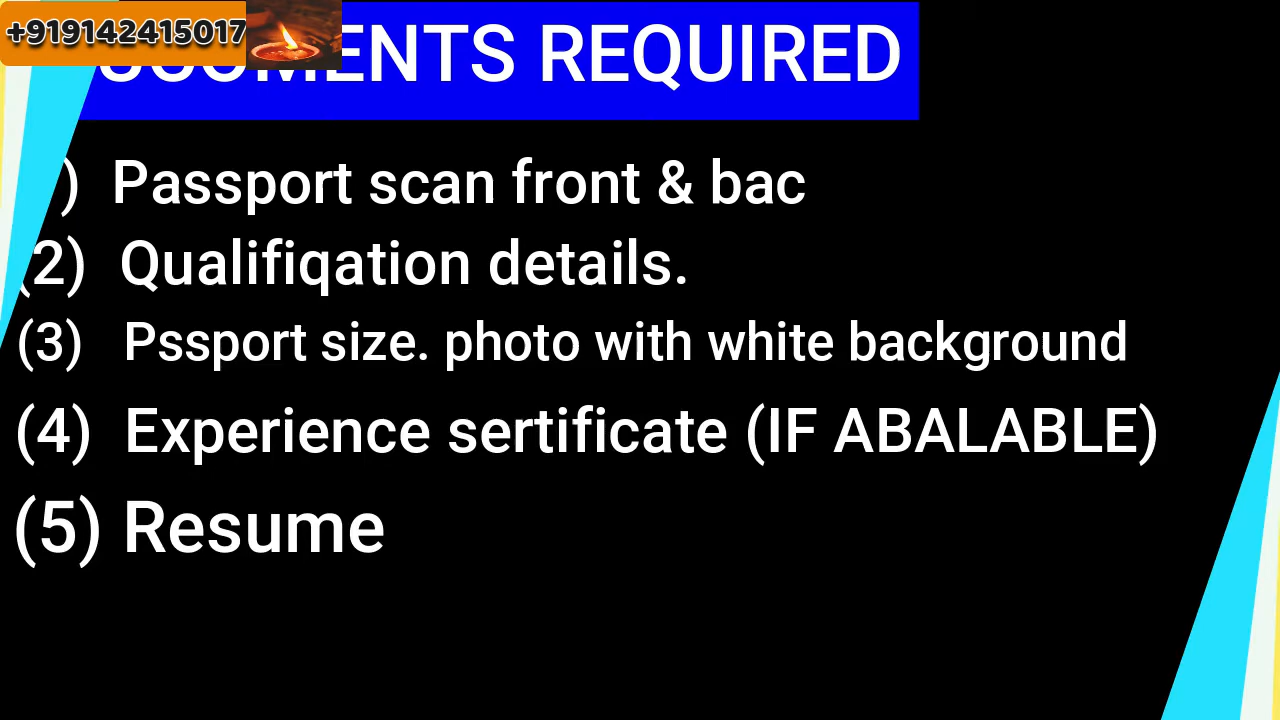 +919142415017
REQUIRED
) Passport scan front & bac
(2) Qualifiqation details.
(3) Pssport size. photo with white background
(4) Experience sertificate (IF ABALABLE)
(5) Resume